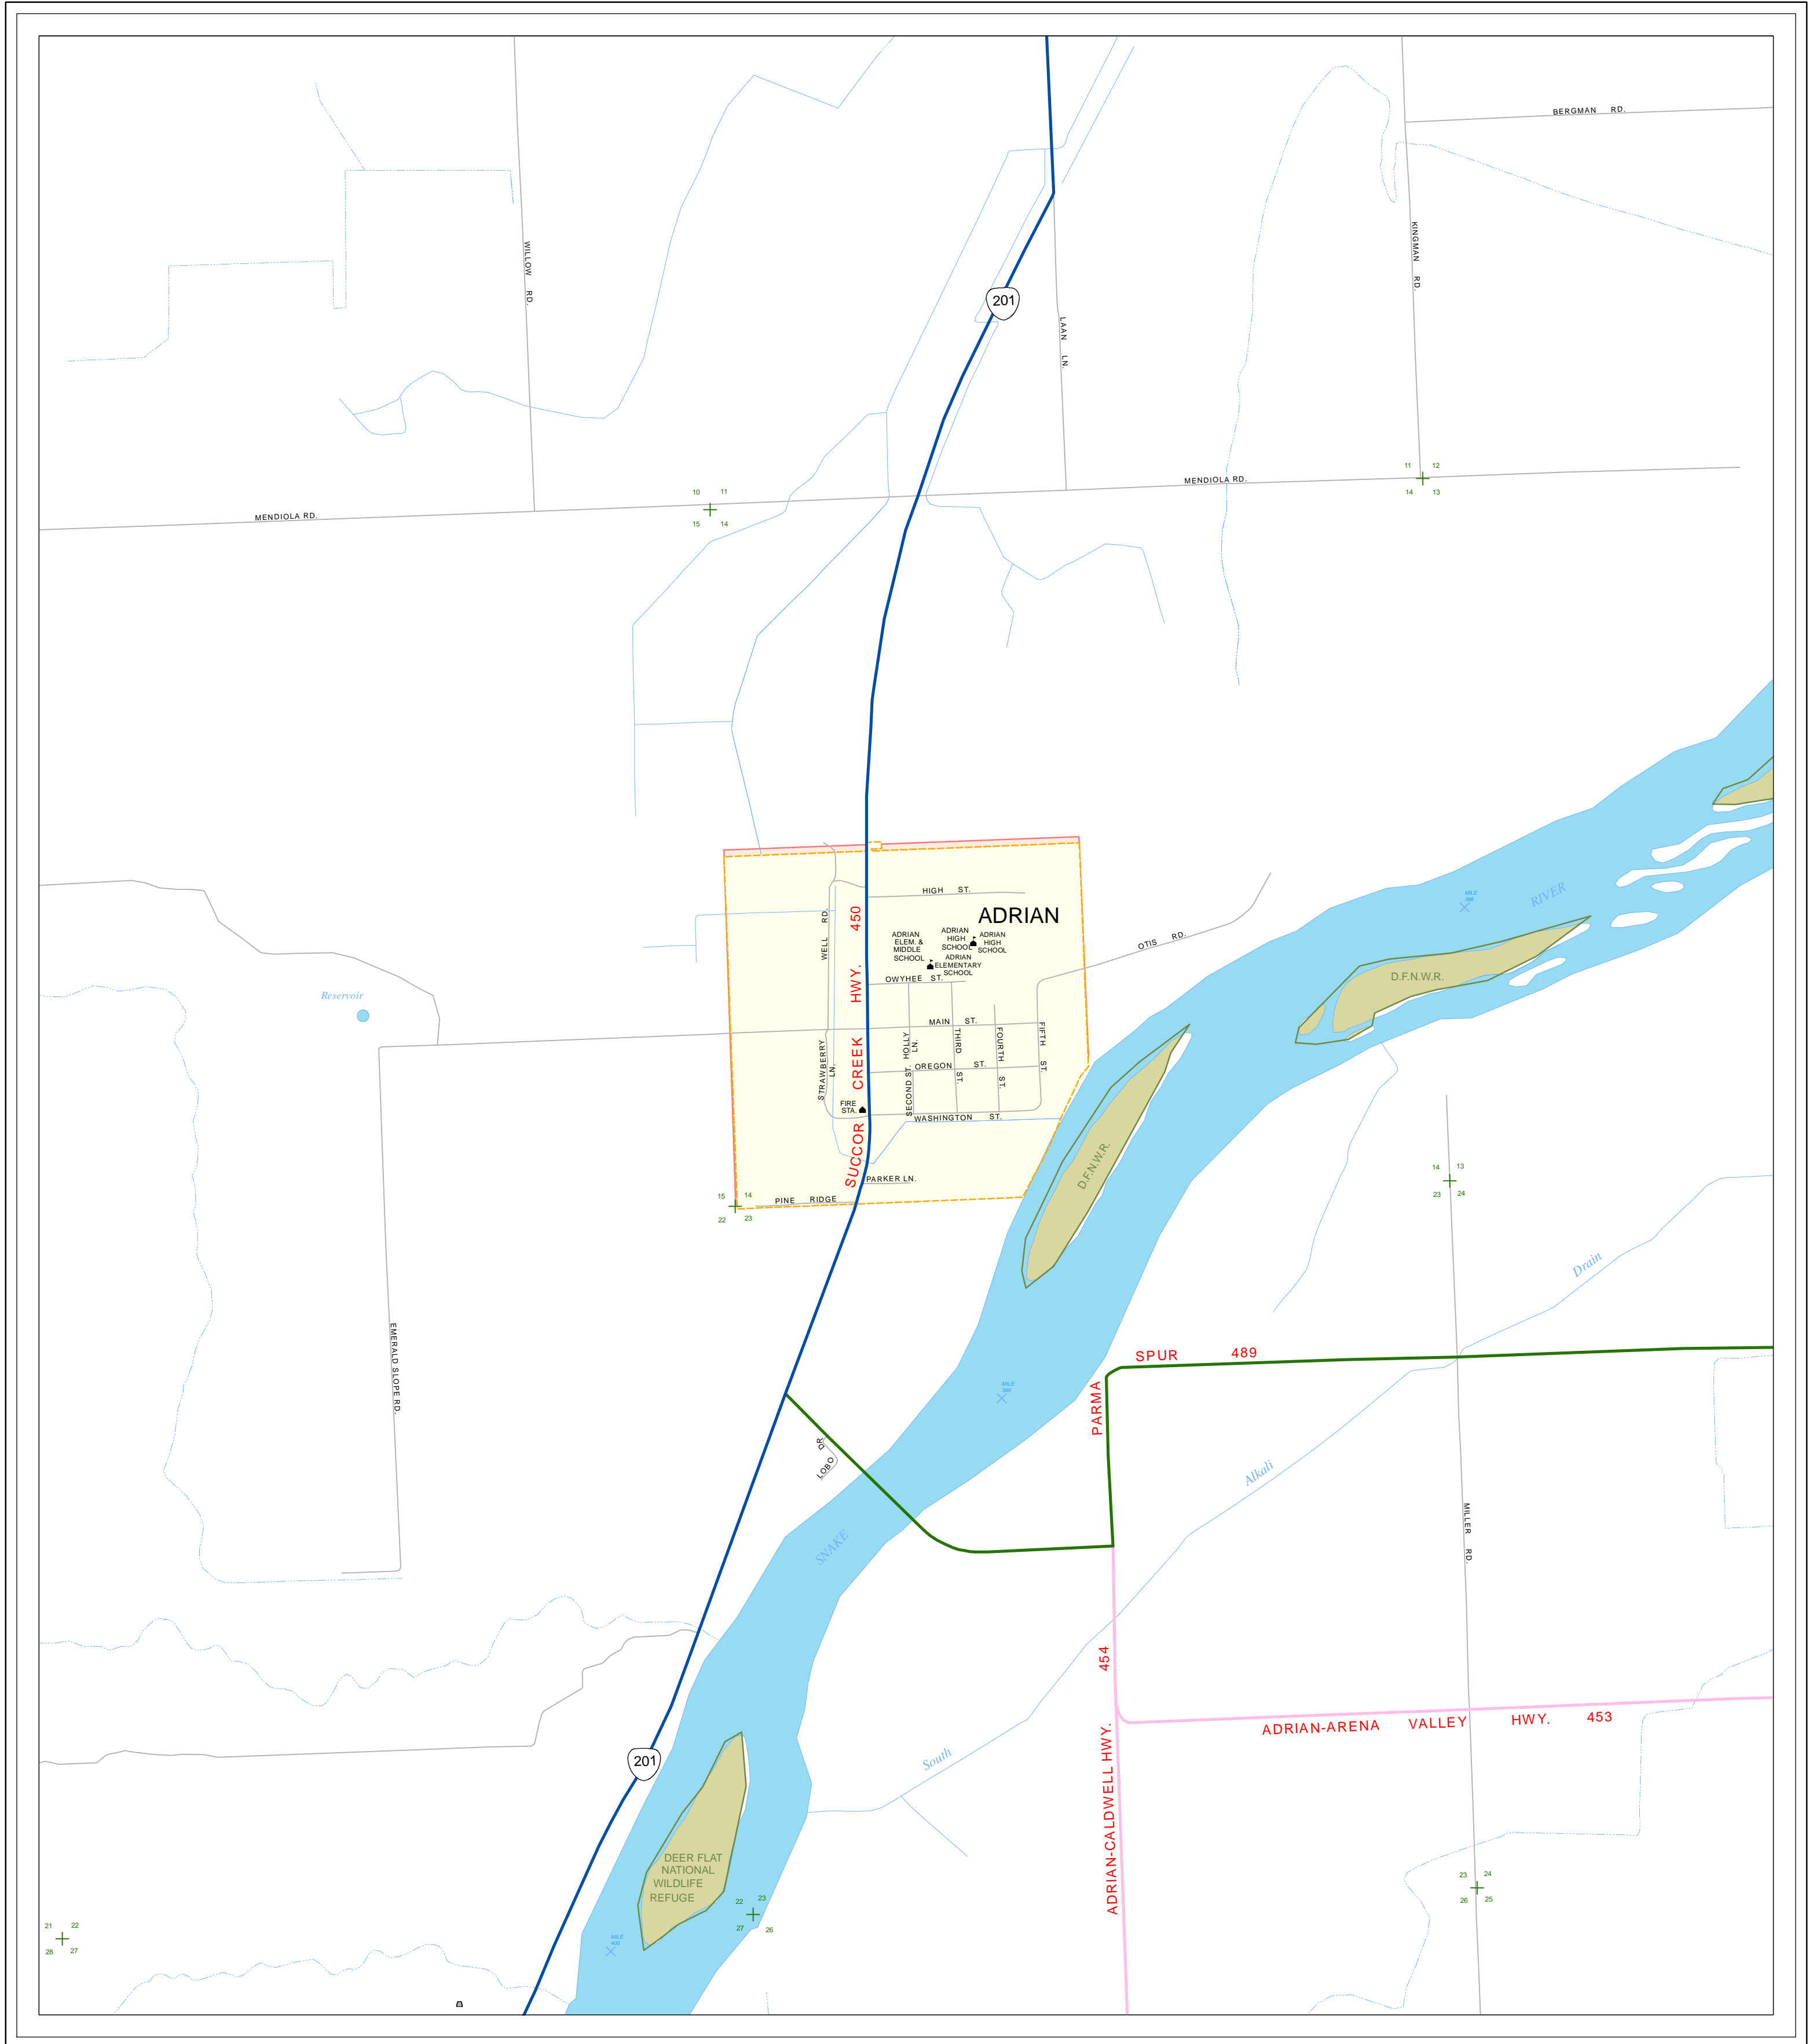 BERGMAN RD.
WILLOW RD.
KINGMAN RD.
201
LAAN LN.
11 12
14 13
MENDIOLA RD.
10 11
15 14
MENDIOLA RD.
RIVER
MILE
HIGH ST.
ADRIAN
WELL RD.
SUCCOR CREEK HWY. 450
ADRIAN
ELEM. &
MIDDLE
SCHOOL
ADRIAN
HIGH
SCHOOL
ADRIAN
HIGH
SCHOOL
ADRIAN
ELEMENTARY
SCHOOL
OTIS RD.
OWYHEE ST.
D.F.N.W.R.
Reservoir
MAIN ST.
STRAWBERRY
LN.
HOLLY
LN.
THIRD
ST.
FOURTH
ST.
FIFTH
ST.
OREGON ST.
SECOND ST.
FIRE
STA.
WASHINGTON ST.
D.F.N.W.R.
PARKER LN.
PINE RIDGE
15 14
22 23
14 13
23 24
Drain
EMERALD SLOPE RD.
SPUR 489
PARMA
MILE
LOBO DR
Alkali
SNAKE
MILLER RD.
454
ADRIAN-CALDWELL HWY.
ADRIAN-ARENA VALLEY HWY. 453
201
South
DEER FLAT
NATIONAL
WILDLIFE
REFUGE
22 23
27 26
23 24
26 25
21 22
28 27
MILE
400